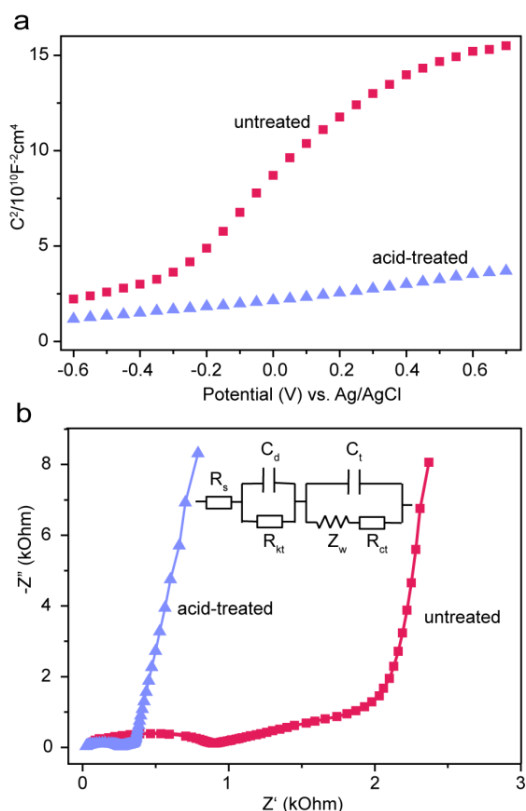 a
15
10
5
0
C²/10¹⁰F⁻²cm⁴
untreated
acid-treated
-0.6 -0.4 -0.2 0.0 0.2 0.4 0.6
Potential (V) vs. Ag/AgCl
b
8
6
4
2
0
-Z" (kOhm)
C_d C_t
R_s
R_kt Z_w R_ct
acid-treated
untreated
0 1 2 3
Z' (kOhm)